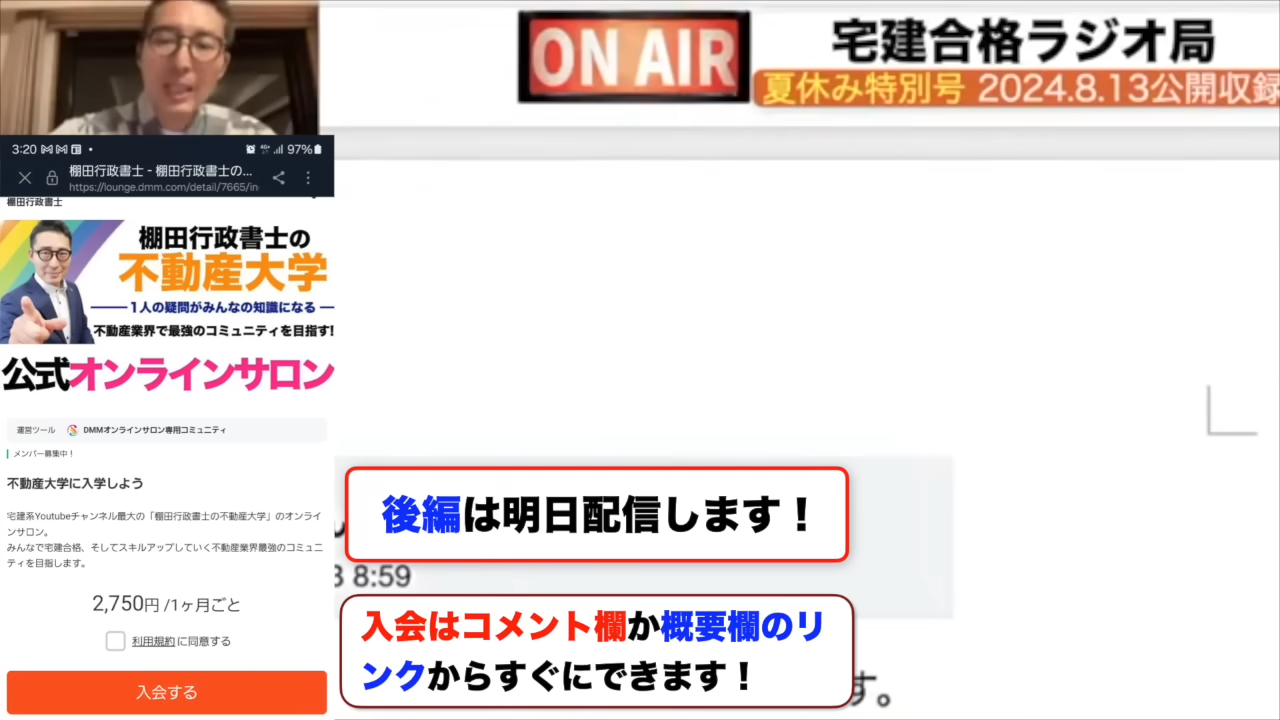 ON AIR
宅建合格ラジオ局
夏休み特別号 2024.8.13公開収録
3:20
97%
棚田行政書士 - 棚田行政書士の...
https://lounge.dmm.com/detail/7665/in
棚田行政書士
棚田行政書士の
不動産大学
1人の疑問がみんなの知識になる
不動産業界で最強のコミュニティを目指す!
公式オンラインサロン
運営ツール DMMオンラインサロン専用コミュニティ
メンバー募集中!
不動産大学に入学しよう
宅建系Youtubeチャンネル最大の「棚田行政書士の不動産大学」のオンライ
ンサロン。
みんなで宅建合格、そしてスキルアップしていく不動産業界最強のコミュニ
ティを目指します。
2,750円 /1ヶ月ごと
利用規約に同意する
入会する
後編は明日配信します!
8:59
入会はコメント欄か概要欄のリ
ンクからすぐにできます!
す。